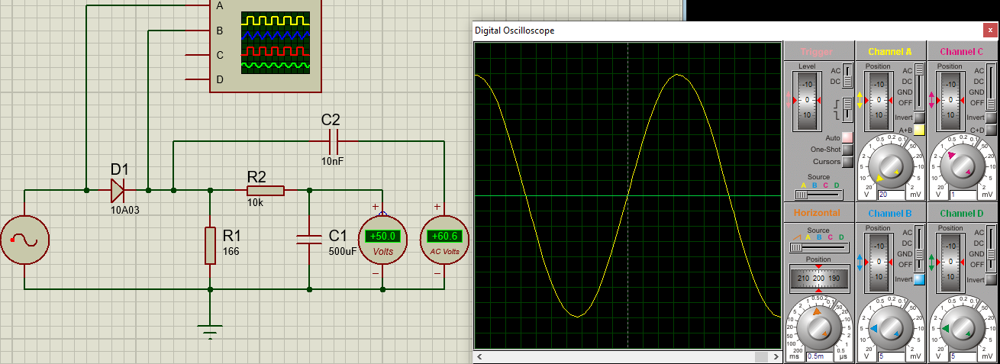 A
B
C
D
C2
10nF
D1
10A03
R2
10k
R1
166
C1
500uF
+
+50.0
Volts
−
+
+60.6
AC Volts
−
Digital Oscilloscope
x
Trigger
Level
-10
0
10
AC
DC
Auto
One-Shot
Cursors
Source
A B C D
Channel A
Position
-10
0
10
AC
DC
GND
OFF
Invert
A+B
V 20 mV
Channel C
Position
-10
0
10
AC
DC
GND
OFF
Invert
C+D
V 1 mV
Horizontal
Source
A B C D
Position
210 200 190
ms 0.5m µs
Channel B
Position
-10
0
10
AC
DC
GND
OFF
Invert
V 5 mV
Channel D
Position
-10
0
10
AC
DC
GND
OFF
Invert
V 5 mV